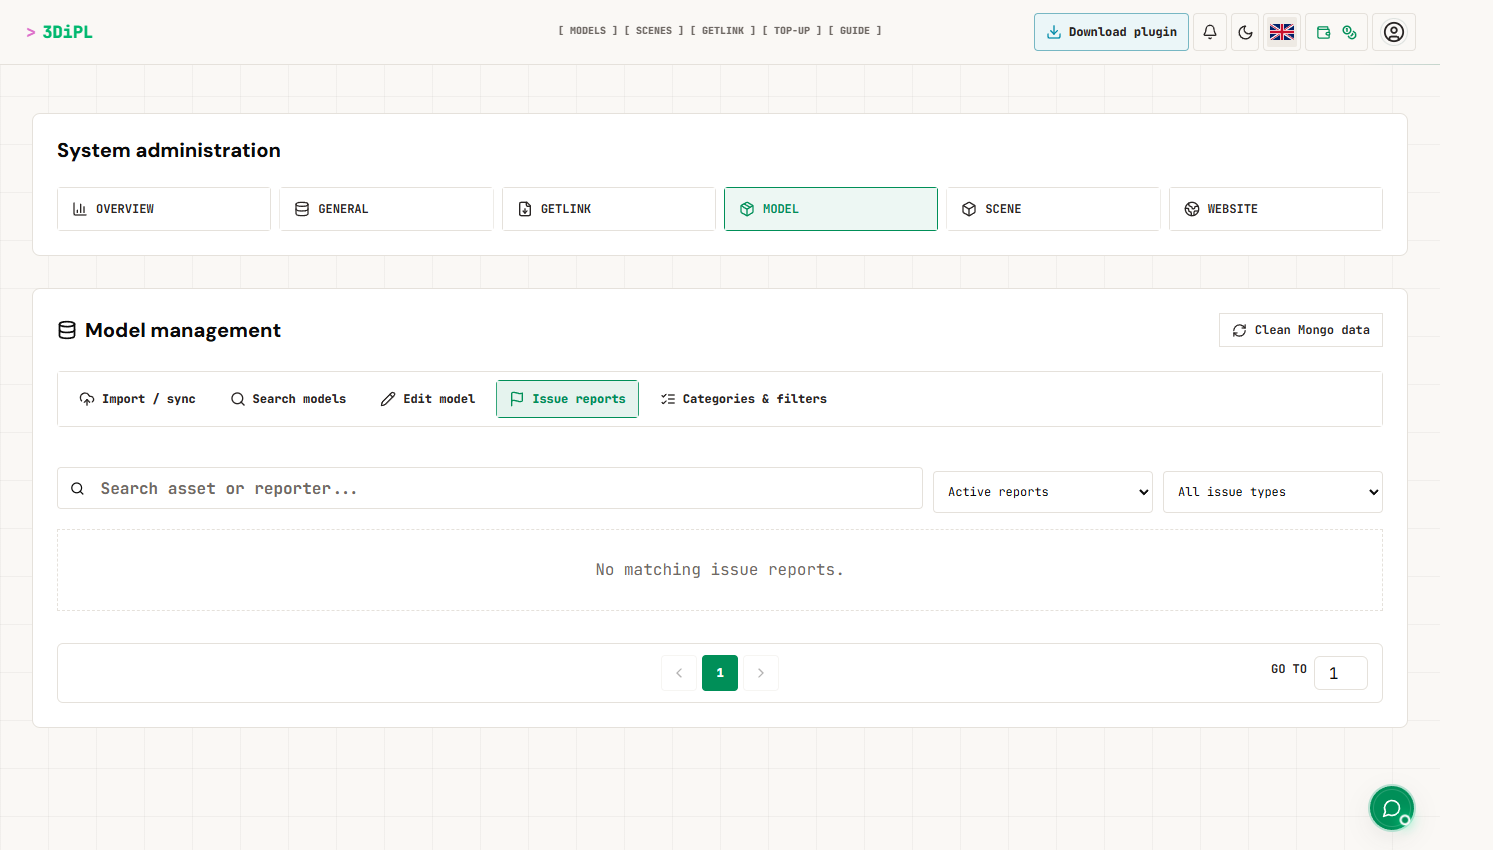 > 3DiPL
[ MODELS ] [ SCENES ] [ GETLINK ] [ TOP-UP ] [ GUIDE ]
Download plugin
System administration
OVERVIEW
GENERAL
GETLINK
MODEL
SCENE
WEBSITE
Model management
Clean Mongo data
Import / sync
Search models
Edit model
Issue reports
Categories & filters
Search asset or reporter...
Active reports
All issue types
No matching issue reports.
1
GO TO
1